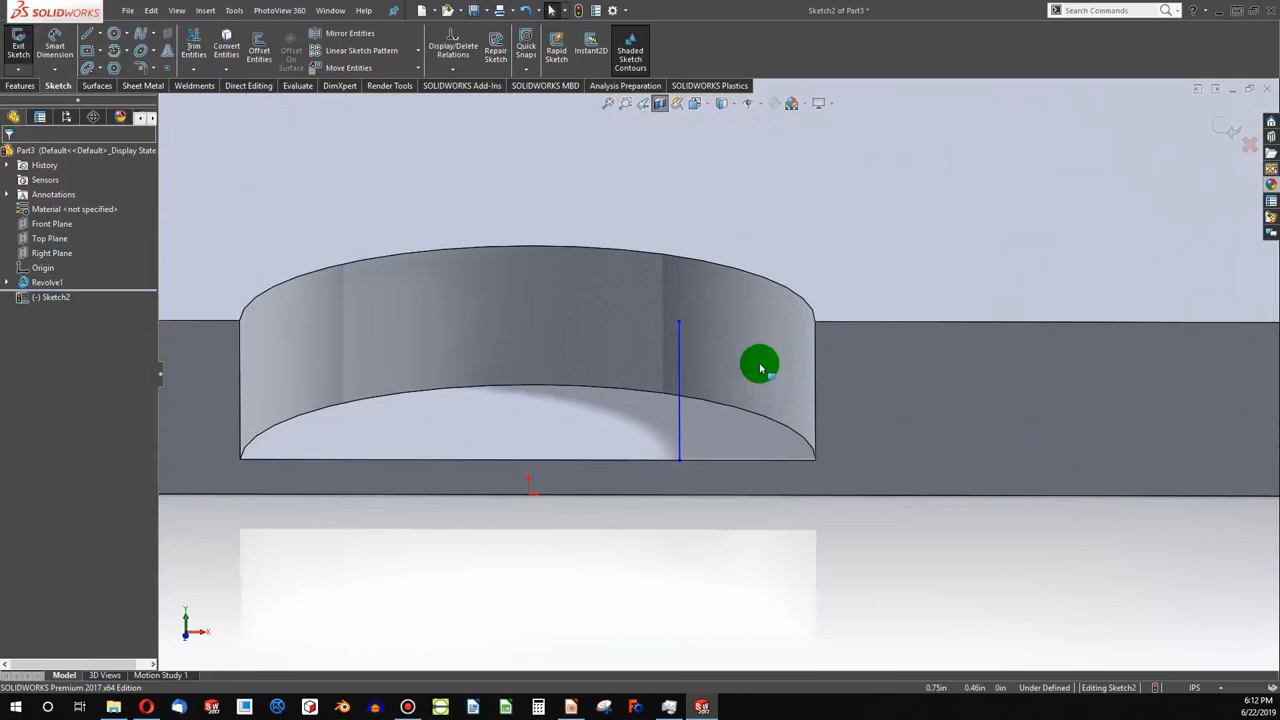 SOLIDWORKS File Edit View Insert Tools PhotoView 360 Window Help Sketch2 of Part3 * Search Commands
Exit Sketch
Smart Dimension
Trim Entities
Convert Entities
Offset Entities
Offset On Surface
Mirror Entities
Linear Sketch Pattern
Move Entities
Display/Delete Relations
Repair Sketch
Quick Snaps
Rapid Sketch
Instant2D
Shaded Sketch Contours
Features Sketch Surfaces Sheet Metal Weldments Direct Editing Evaluate DimXpert Render Tools SOLIDWORKS Add-Ins SOLIDWORKS MBD Analysis Preparation SOLIDWORKS Plastics
Part3 (Default<<Default>_Display State
History
Sensors
Annotations
Material <not specified>
Front Plane
Top Plane
Right Plane
Origin
Revolve1
(-) Sketch2
Y
X
Z
Model 3D Views Motion Study 1
SOLIDWORKS Premium 2017 x64 Edition 0.75in 0.46in 0in Under Defined Editing Sketch2 IPS
6:12 PM
6/22/2019